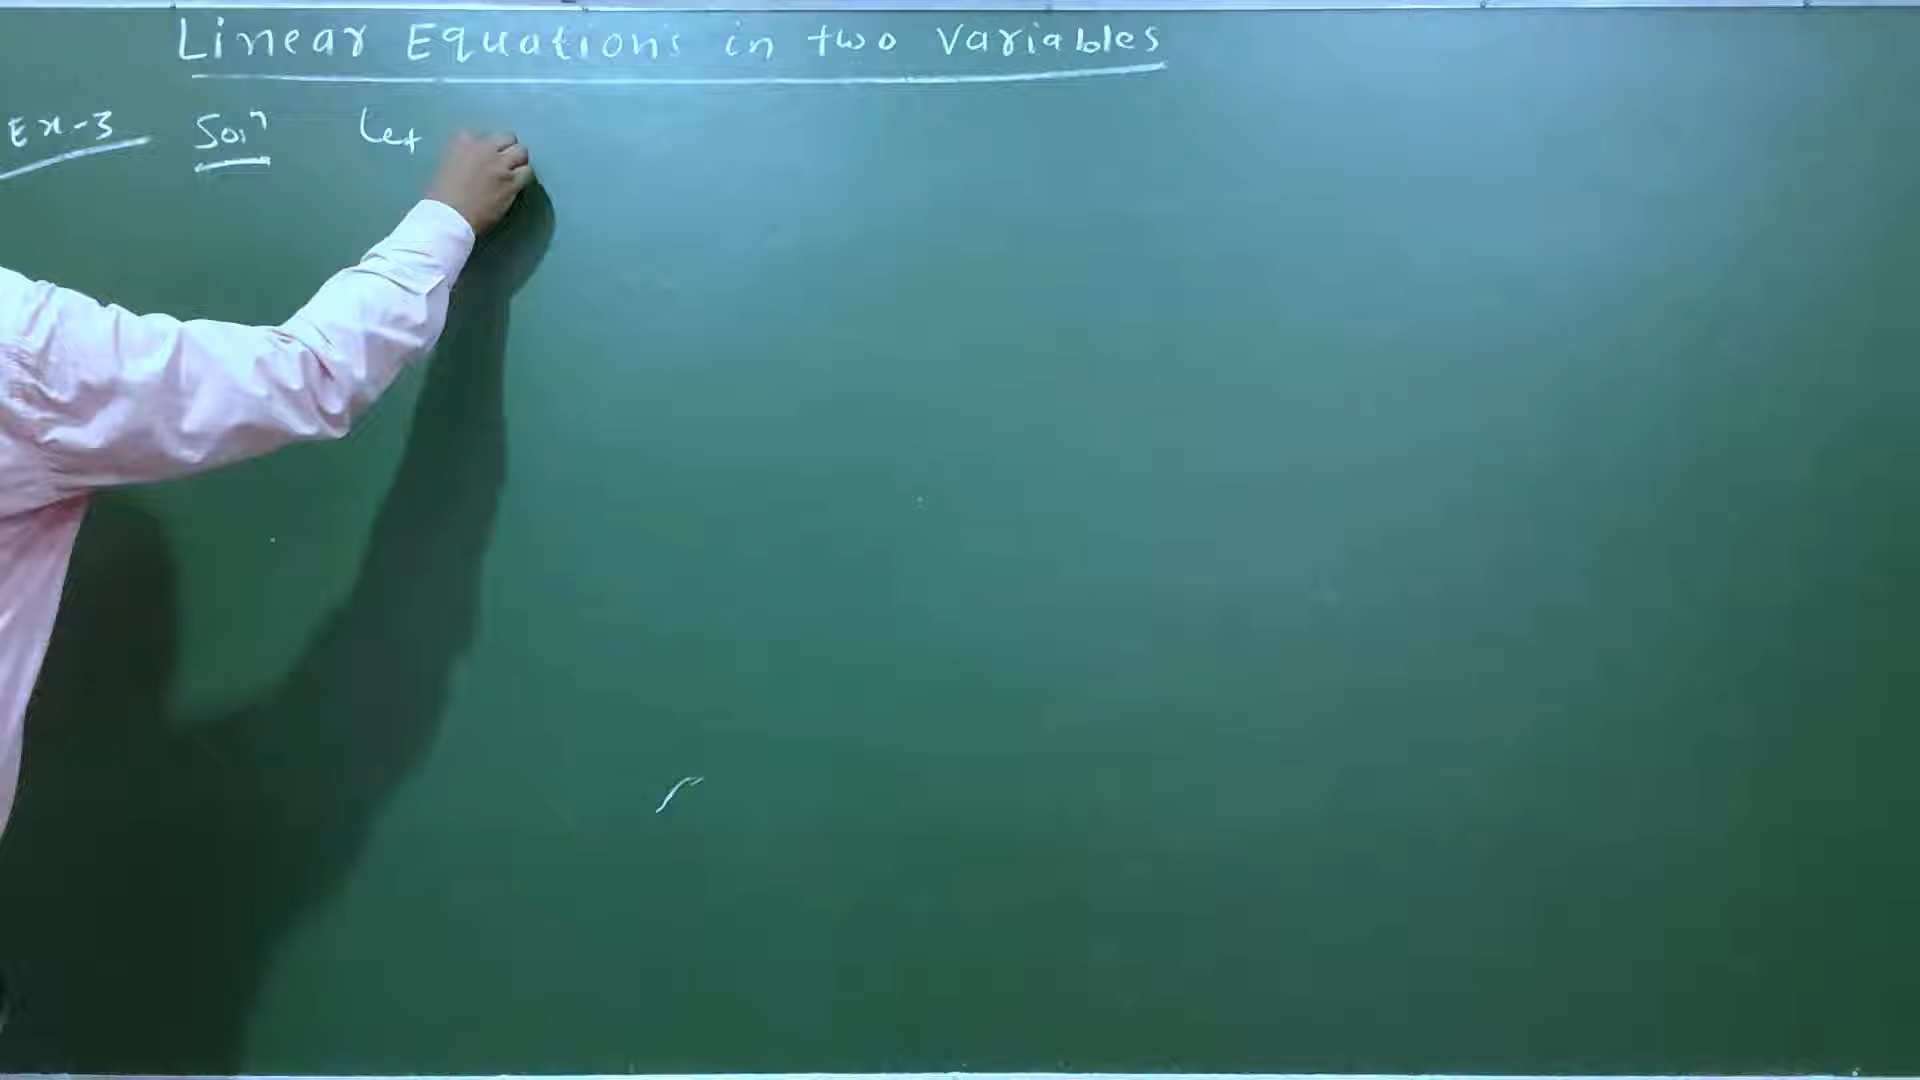 Linear Equations in two variables
Ex-3 Solⁿ Let